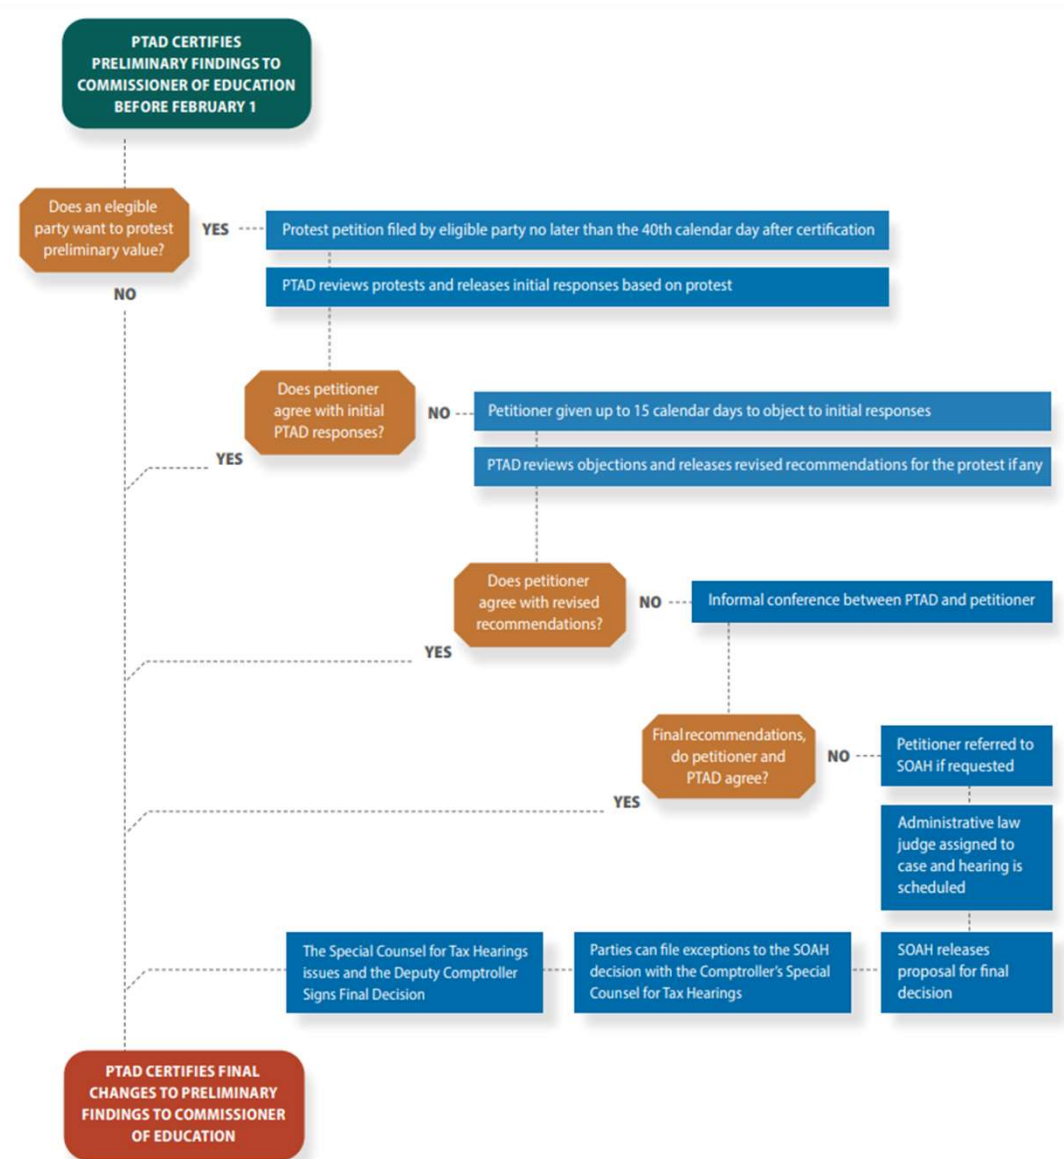 PTAD CERTIFIES
PRELIMINARY FINDINGS TO
COMMISSIONER OF EDUCATION
BEFORE FEBRUARY 1
Does an elegible
party want to protest
preliminary value?
YES
Protest petition filed by eligible party no later than the 40th calendar day after certification
PTAD reviews protests and releases initial responses based on protest
NO
Does petitioner
agree with initial
PTAD responses?
NO
Petitioner given up to 15 calendar days to object to initial responses
YES
PTAD reviews objections and releases revised recommendations for the protest if any
Does petitioner
agree with revised
recommendations?
NO
Informal conference between PTAD and petitioner
YES
Final recommendations,
do petitioner and
PTAD agree?
NO
Petitioner referred to
SOAH if requested
YES
Administrative law
judge assigned to
case and hearing is
scheduled
SOAH releases
proposal for final
decision
Parties can file exceptions to the SOAH
decision with the Comptroller's Special
Counsel for Tax Hearings
The Special Counsel for Tax Hearings
issues and the Deputy Comptroller
Signs Final Decision
PTAD CERTIFIES FINAL
CHANGES TO PRELIMINARY
FINDINGS TO COMMISSIONER
OF EDUCATION